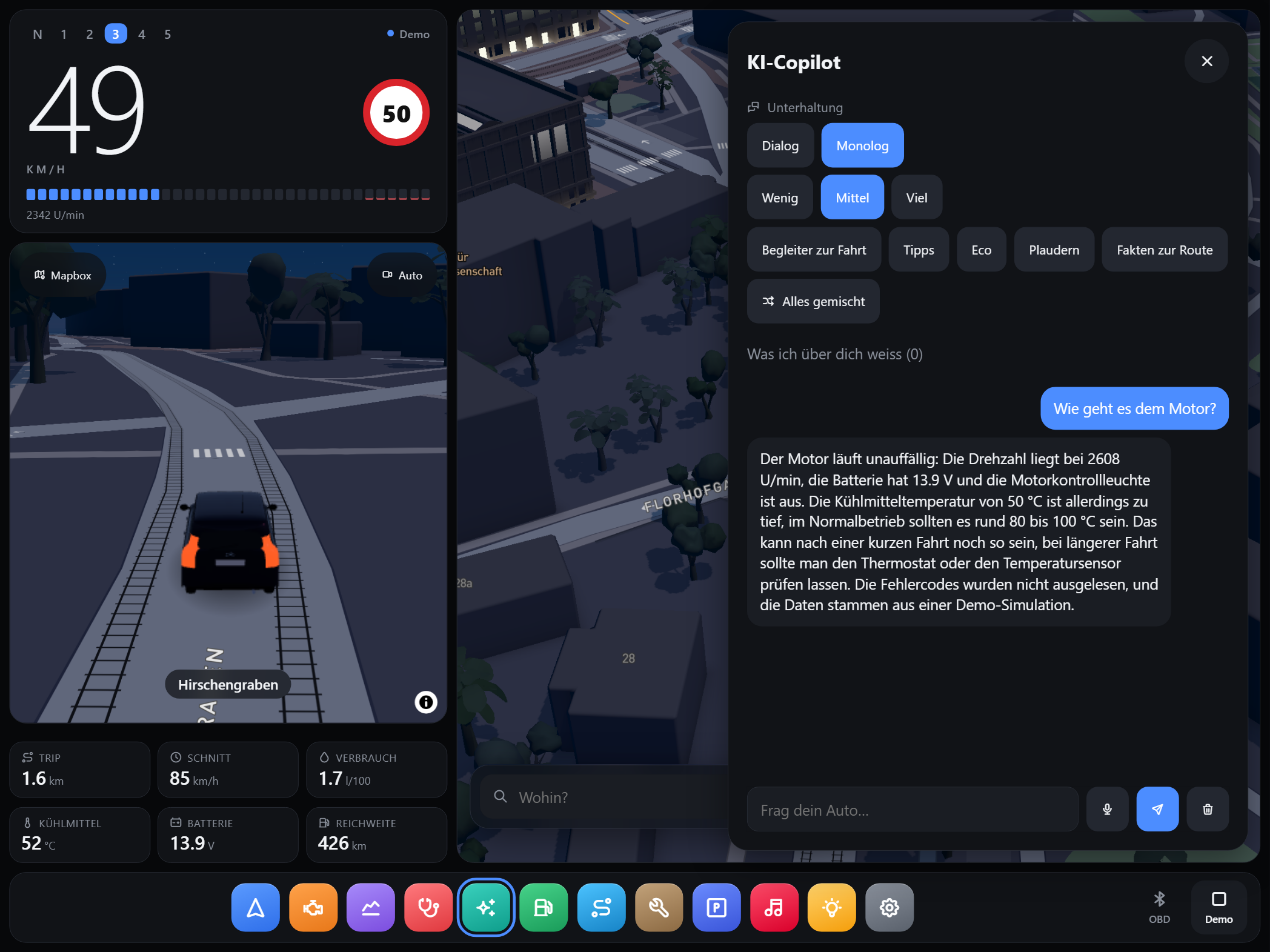 N 1 2 3 4 5
Demo
49
50
KM/H
2342 U/min
Mapbox
Auto
Hirschengraben
TRIP
1.6 km
SCHNITT
85 km/h
VERBRAUCH
1.7 l/100
KÜHLMITTEL
52 °C
BATTERIE
13.9 V
REICHWEITE
426 km
ür
senschaft
FLORHOFGA
28a
28
Wohin?
KI-Copilot
Unterhaltung
Dialog Monolog
Wenig Mittel Viel
Begleiter zur Fahrt Tipps Eco Plaudern Fakten zur Route
Alles gemischt
Was ich über dich weiss (0)
Wie geht es dem Motor?
Der Motor läuft unauffällig: Die Drehzahl liegt bei 2608
U/min, die Batterie hat 13.9 V und die Motorkontrollleuchte
ist aus. Die Kühlmitteltemperatur von 50 °C ist allerdings zu
tief, im Normalbetrieb sollten es rund 80 bis 100 °C sein. Das
kann nach einer kurzen Fahrt noch so sein, bei längerer Fahrt
sollte man den Thermostat oder den Temperatursensor
prüfen lassen. Die Fehlercodes wurden nicht ausgelesen, und
die Daten stammen aus einer Demo-Simulation.
Frag dein Auto...
P
OBD
Demo